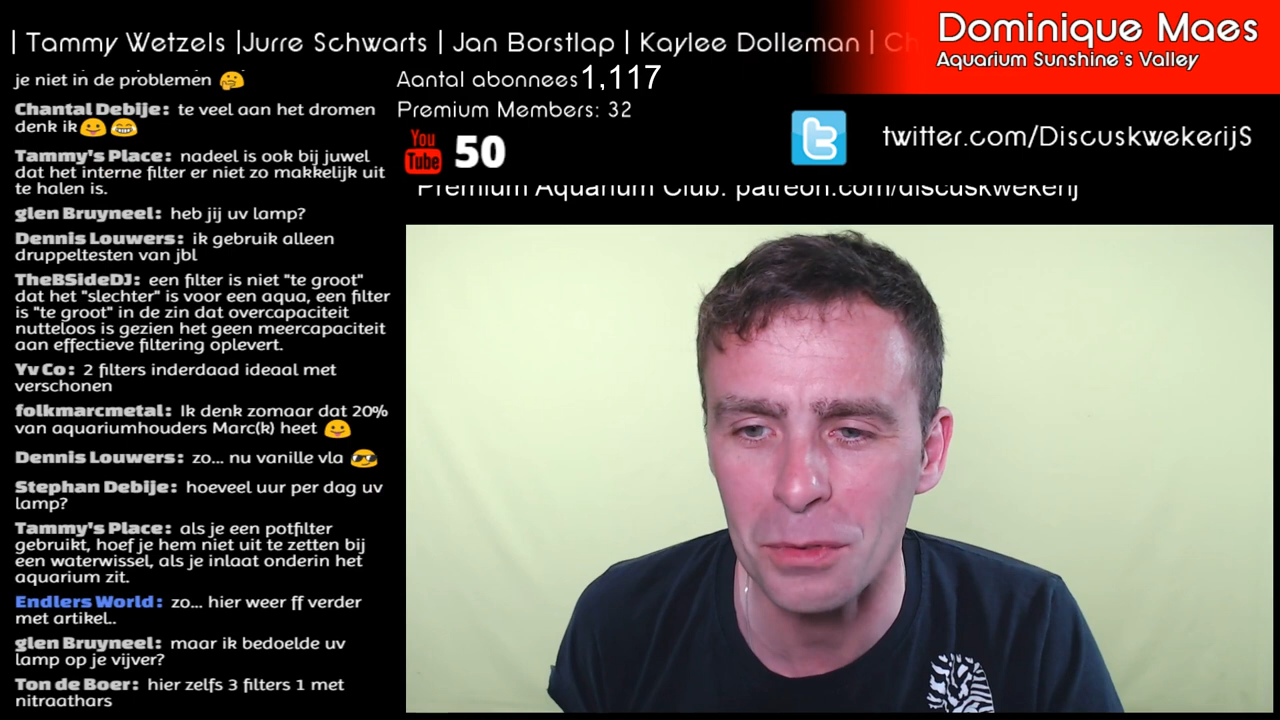 | Tammy Wetzels |Jurre Schwarts | Jan Borstlap | Kaylee Dolleman | Ch
Dominique Maes
Aquarium Sunshine's Valley
Aantal abonnees 1,117
Premium Members: 32
You
Tube
50
twitter.com/DiscuskwekerijS
Premium Aquarium Club: patreon.com/discuskwekerij
je niet in de problemen 🤔
Chantal Debije: te veel aan het dromen
denk ik😛 😂
Tammy's Place: nadeel is ook bij juwel
dat het interne filter er niet zo makkelijk uit
te halen is.
glen Bruyneel: heb jij uv lamp?
Dennis Louwers: ik gebruik alleen
druppeltesten van jbl
TheBSideDJ: een filter is niet "te groot"
dat het "slechter" is voor een aqua, een filter
is "te groot" in de zin dat overcapaciteit
nutteloos is gezien het geen meercapaciteit
aan effectieve filtering oplevert.
Yv Co: 2 filters inderdaad ideaal met
verschonen
folkmarcmetal: Ik denk zomaar dat 20%
van aquariumhouders Marc(k) heet 😛
Dennis Louwers: zo... nu vanille vla 😎
Stephan Debije: hoeveel uur per dag uv
lamp?
Tammy's Place: als je een potfilter
gebruikt, hoef je hem niet uit te zetten bij
een waterwissel, als je inlaat onderin het
aquarium zit.
Endlers World: zo... hier weer ff verder
met artikel..
glen Bruyneel: maar ik bedoelde uv
lamp op je vijver?
Ton de Boer: hier zelfs 3 filters 1 met
nitraathars